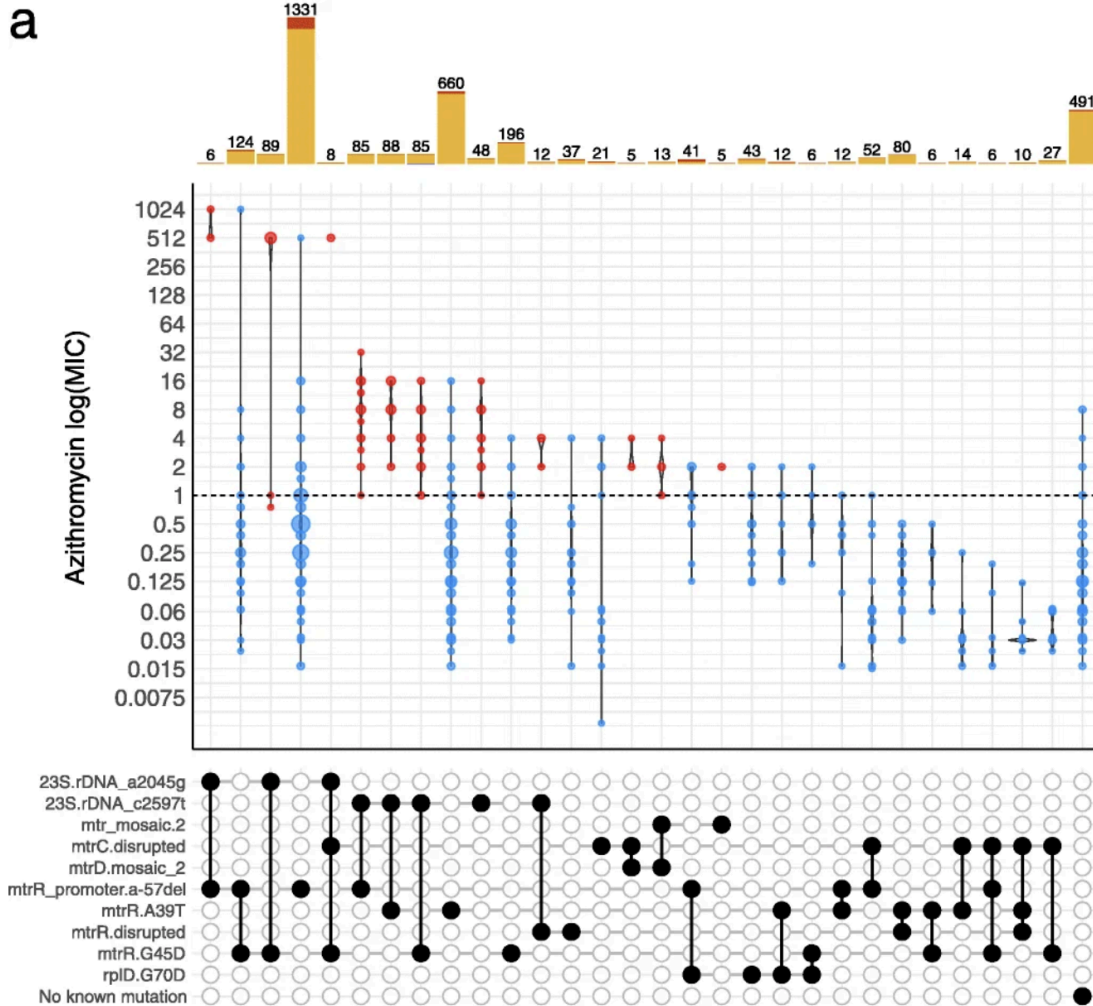 a
1331
660
491
6 124 89 8 85 88 85 48 196 12 37 21 5 13 41 5 43 12 6 12 52 80 6 14 6 10 27
Azithromycin log(MIC)
1024
512
256
128
64
32
16
8
4
2
1
0.5
0.25
0.125
0.06
0.03
0.015
0.0075
23S.rDNA_a2045g
23S.rDNA_c2597t
mtr_mosaic.2
mtrC.disrupted
mtrD.mosaic_2
mtrR_promoter.a-57del
mtrR.A39T
mtrR.disrupted
mtrR.G45D
rplD.G70D
No known mutation